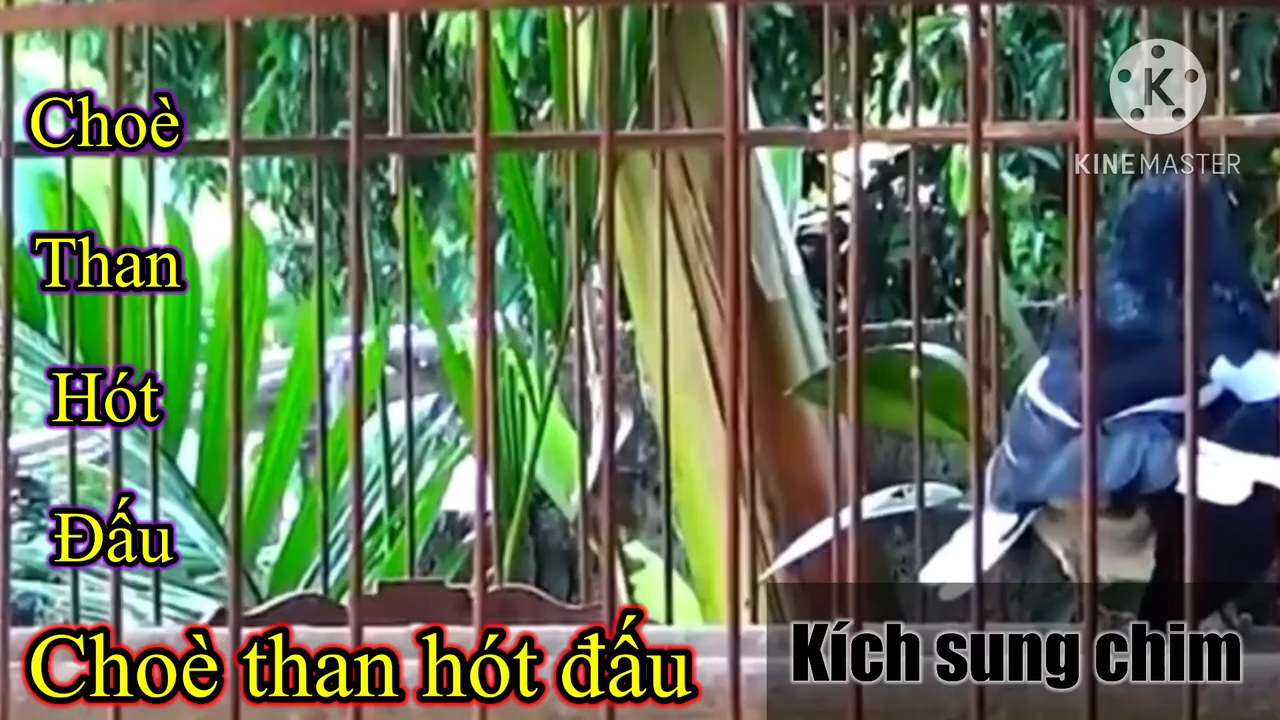 Choè
Than
Hót
Đấu
Choè than hót đấu
Kích sung chim
K
KINEMASTER